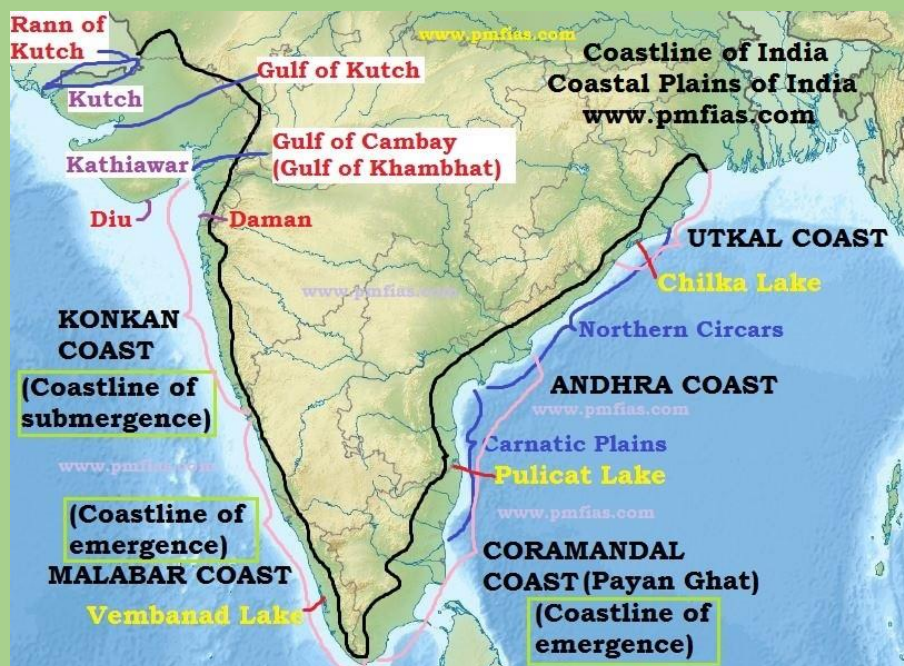 Rann of
Kutch
www.pmfias.com
Coastline of India
Coastal Plains of India
www.pmfias.com
Gulf of Kutch
Kutch
Gulf of Cambay
(Gulf of Khambhat)
Kathiawar
Diu
Daman
UTKAL COAST
Chilka Lake
www.pmfias.com
KONKAN
COAST
Northern Circars
(Coastline of
submergence)
ANDHRA COAST
www.pmfias.com
Carnatic Plains
www.pmfias.com
Pulicat Lake
www.pmfias.com
(Coastline of
emergence)
MALABAR COAST
CORAMANDAL
COAST (Payan Ghat)
Vembanad Lake
(Coastline of
emergence)